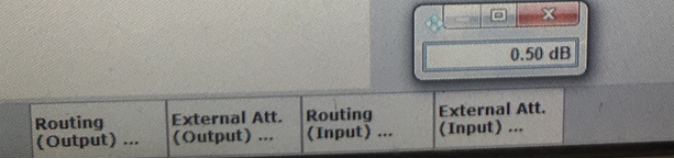 0.50 dB
Routing
(Output) ...
External Att.
(Output) ...
Routing
(Input) ...
External Att.
(Input) ...